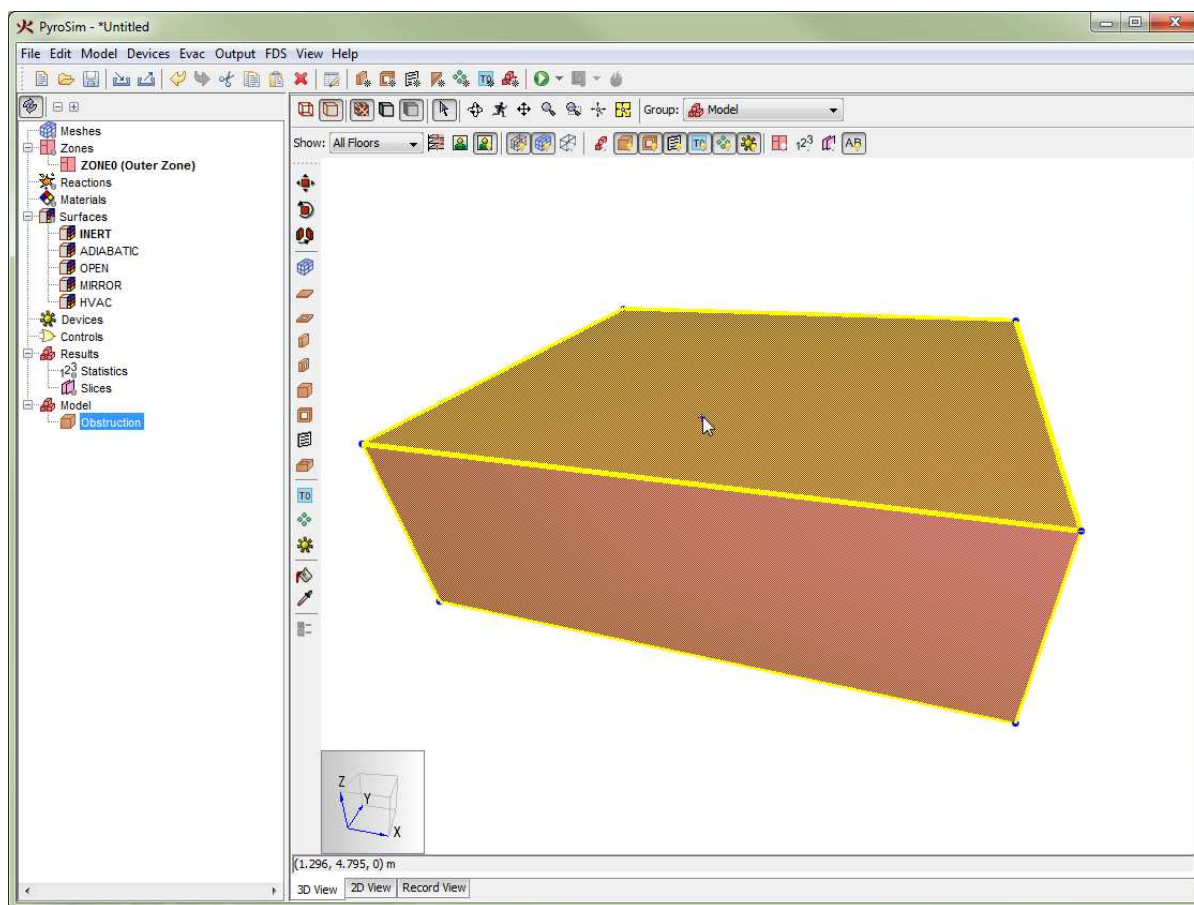 PyroSim - *Untitled
File Edit Model Devices Evac Output FDS View Help
Group: Model
Show: All Floors
AB
Meshes
Zones
ZONE0 (Outer Zone)
Reactions
Materials
Surfaces
INERT
ADIABATIC
OPEN
MIRROR
HVAC
Devices
Controls
Results
Statistics
Slices
Model
Obstruction
T0
Z
Y
X
(1.296, 4.795, 0) m
3D View 2D View Record View